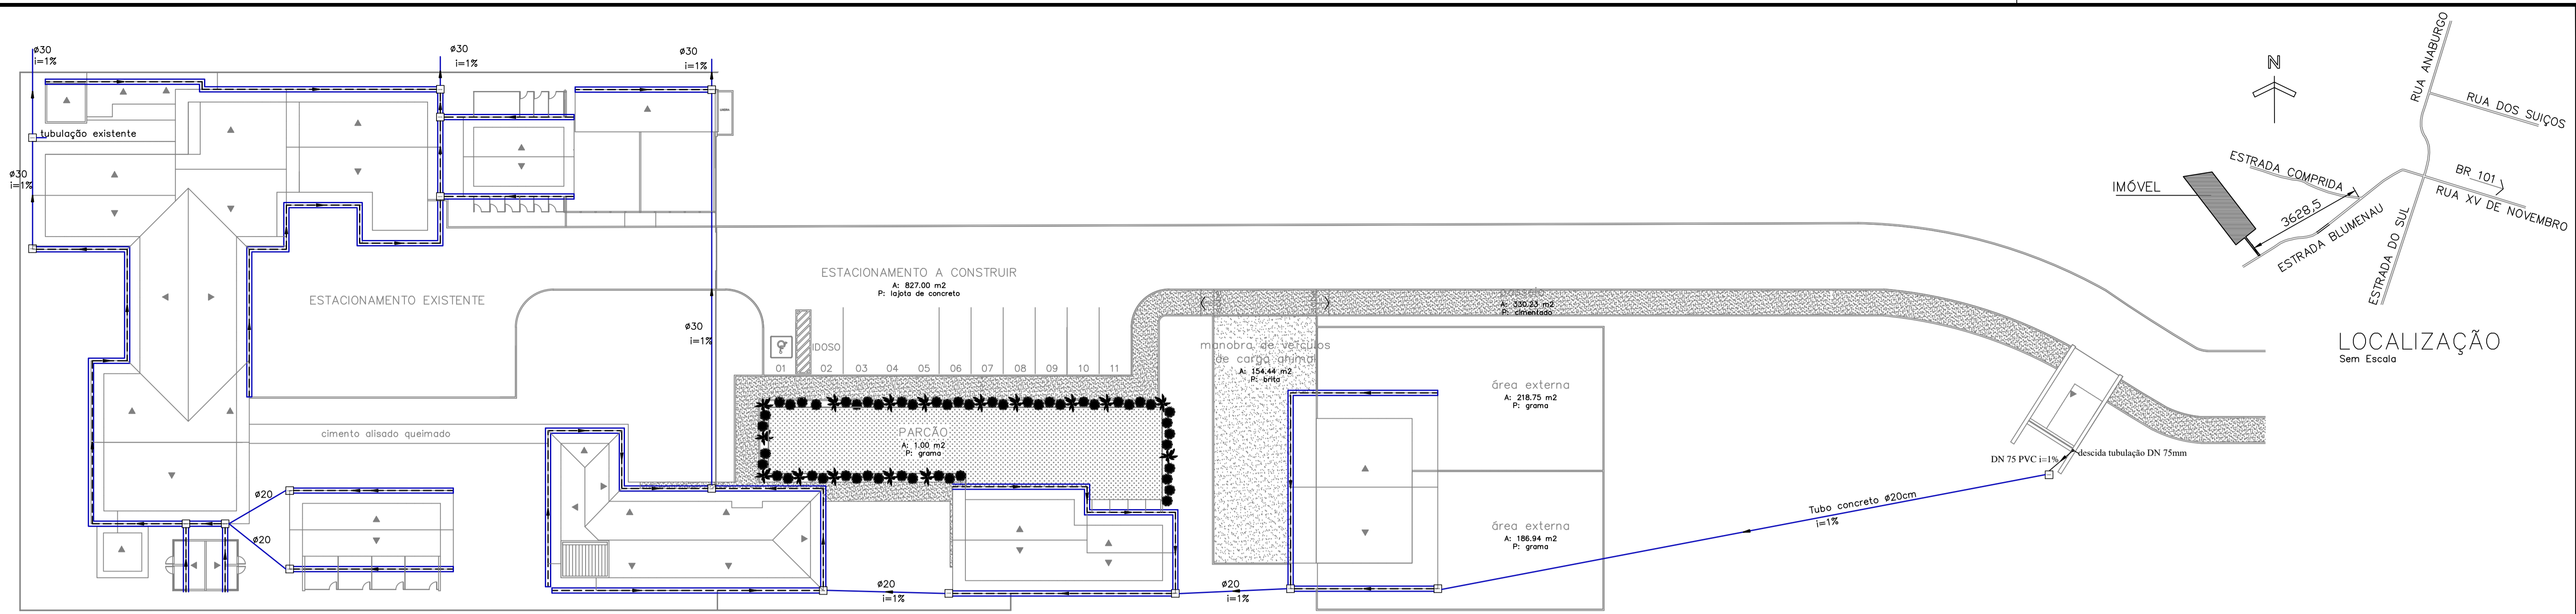 ø30
i=1%
ø30
i=1%
ø30
i=1%
tubulação existente
ø30
i=1%
ESTACIONAMENTO EXISTENTE
ESTACIONAMENTO A CONSTRUIR
A: 827.00 m2
P: lajota de concreto
ø30
i=1%
IDOSO
01
02
03
04
05
06
07
08
09
10
11
A: 330.23 m2
P: cimentado
manobra de veículos
de carga animal
A: 154.44 m2
P: brita
PARCÃO
A: 1.00 m2
P: grama
área externa
A: 218.75 m2
P: grama
cimento alisado queimado
ø20
ø20
área externa
A: 186.94 m2
P: grama
ø20
i=1%
ø20
i=1%
Tubo concreto ø20cm
i=1%
DN 75 PVC i=1%
descida tubulação DN 75mm
N
RUA ANABURGO
RUA DOS SUIÇOS
ESTRADA COMPRIDA
BR 101
RUA XV DE NOVEMBRO
IMÓVEL
3628,5
ESTRADA BLUMENAU
ESTRADA DO SUL
LOCALIZAÇÃO
Sem Escala